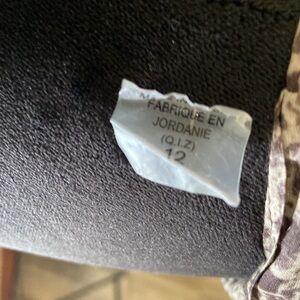 FABRIQUE EN
JORDANIE
(Q.I.Z)
12